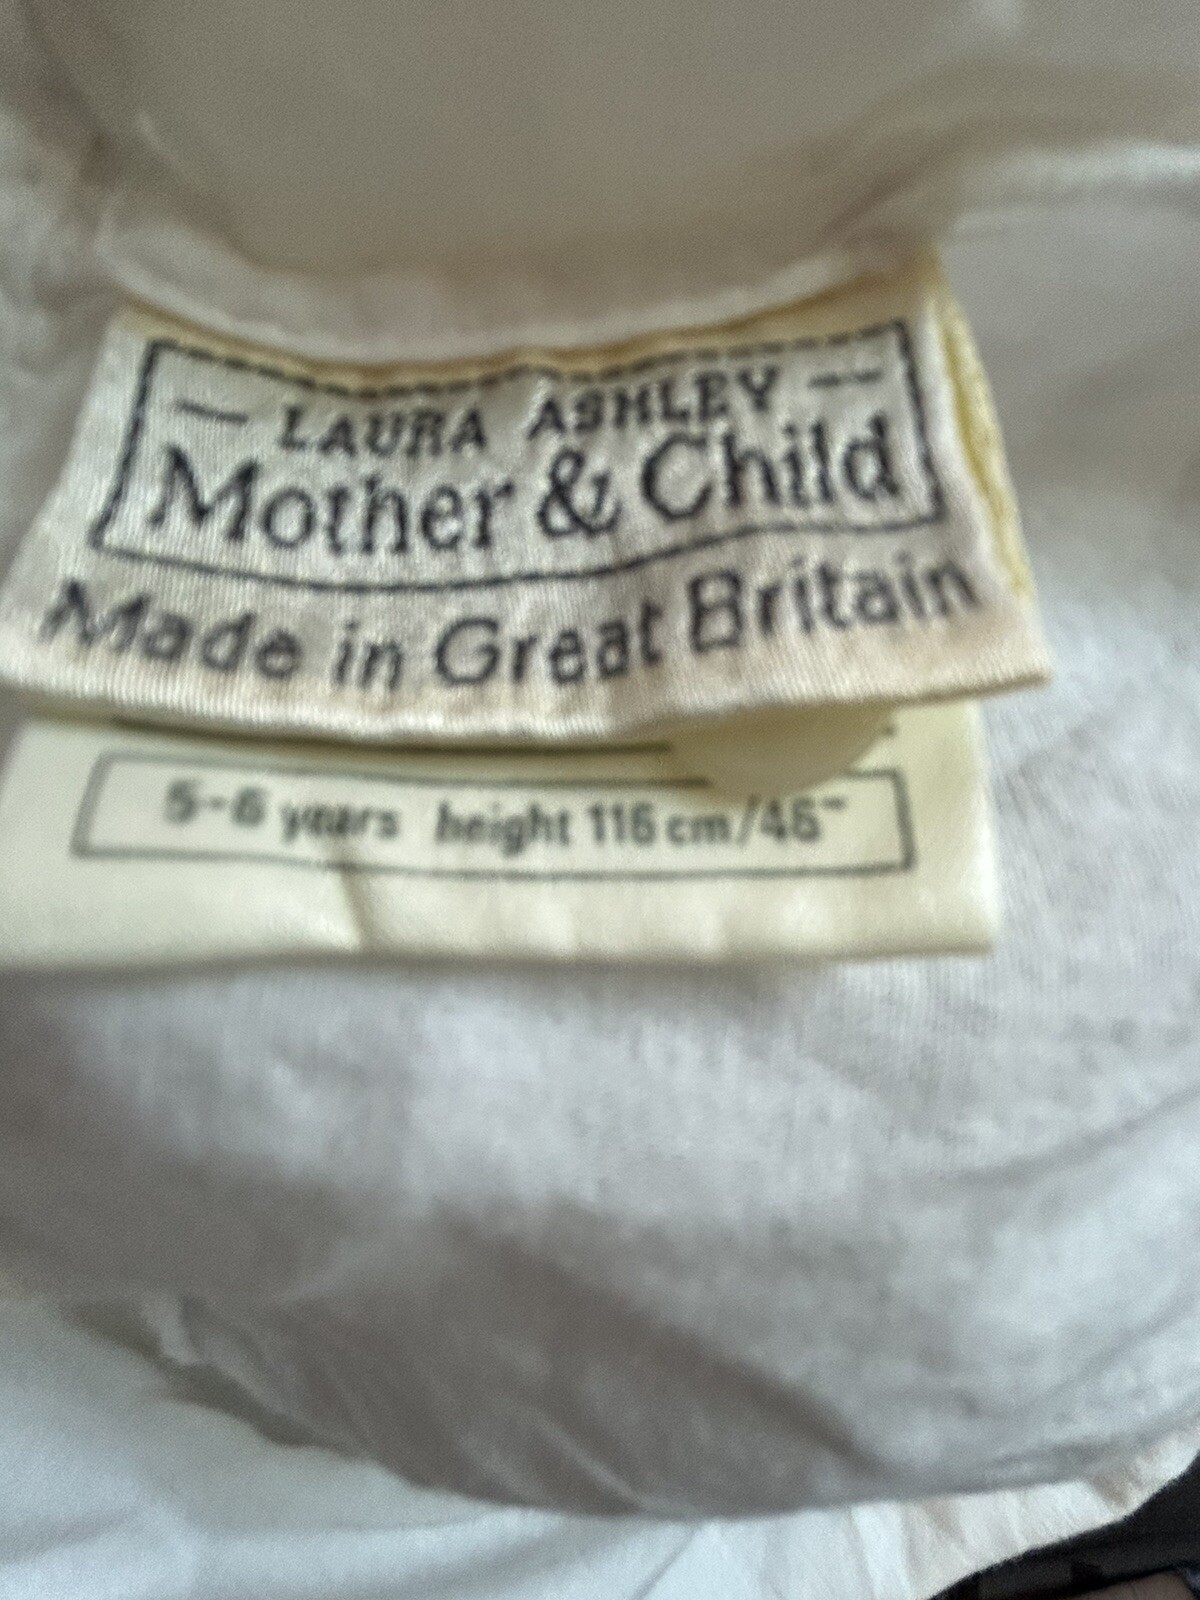 — LAURA ASHLEY —
Mother & Child
Made in Great Britain
5-6 years height 116 cm/46"